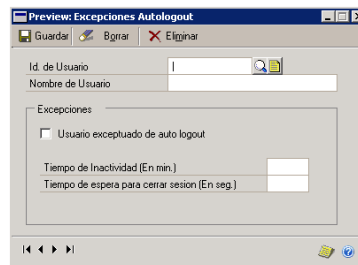 Preview: Excepciones Autologout
Guardar Borrar Eliminar
Id. de Usuario
Nombre de Usuario
Excepciones
Usuario exceptuado de auto logout
Tiempo de Inactividad (En min.)
Tiempo de espera para cerrar sesion (En seg.)